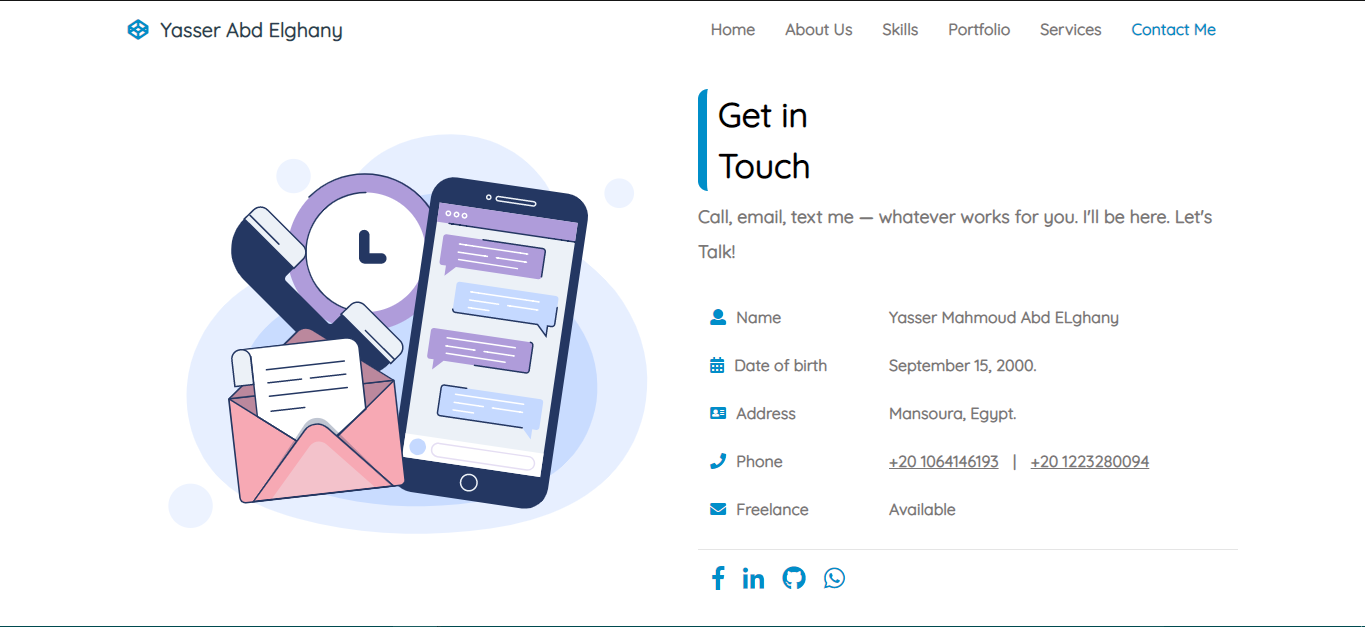 Yasser Abd Elghany
Home About Us Skills Portfolio Services Contact Me
Get in
Touch
Call, email, text me — whatever works for you. I'll be here. Let's
Talk!
Name Yasser Mahmoud Abd ELghany
Date of birth September 15, 2000.
Address Mansoura, Egypt.
Phone +20 1064146193 | +20 1223280094
Freelance Available